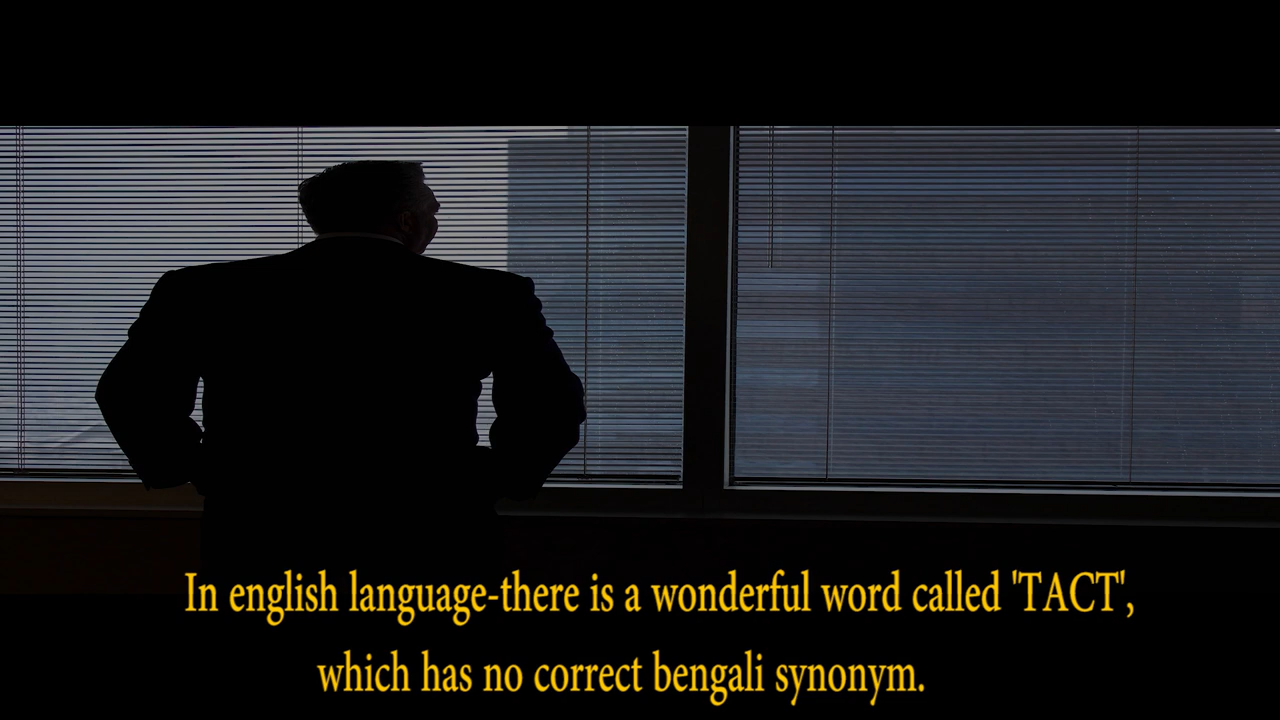 In english language-there is a wonderful word called 'TACT',
which has no correct bengali synonym.